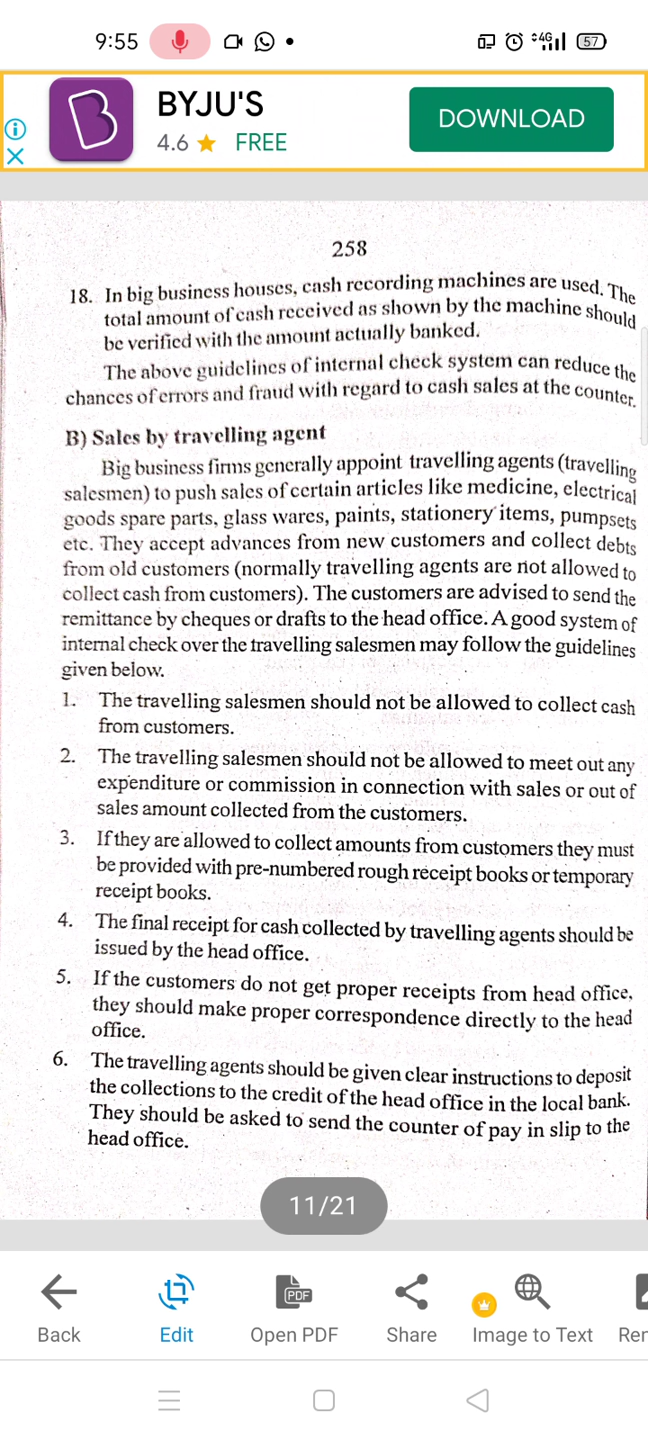 9:55
4G 57
BYJU'S
4.6 ★ FREE
DOWNLOAD
258
18. In big business houses, cash recording machines are used. The
total amount of cash received as shown by the machine should
be verified with the amount actually banked.
The above guidelines of internal check system can reduce the
chances of errors and fraud with regard to cash sales at the counter.
B) Sales by travelling agent
Big business firms generally appoint travelling agents (travelling
salesmen) to push sales of certain articles like medicine, electrical
goods spare parts, glass wares, paints, stationery items, pumpsets
etc. They accept advances from new customers and collect debts
from old customers (normally travelling agents are not allowed to
collect cash from customers). The customers are advised to send the
remittance by cheques or drafts to the head office. A good system of
internal check over the travelling salesmen may follow the guidelines
given below.
1. The travelling salesmen should not be allowed to collect cash
from customers.
2. The travelling salesmen should not be allowed to meet out any
expenditure or commission in connection with sales or out of
sales amount collected from the customers.
3. If they are allowed to collect amounts from customers they must
be provided with pre-numbered rough receipt books or temporary
receipt books.
4. The final receipt for cash collected by travelling agents should be
issued by the head office.
5. If the customers do not get proper receipts from head office,
they should make proper correspondence directly to the head
office.
6. The travelling agents should be given clear instructions to deposit
the collections to the credit of the head office in the local bank.
They should be asked to send the counter of pay in slip to the
head office.
11/21
PDF
Back Edit Open PDF Share Image to Text Rer